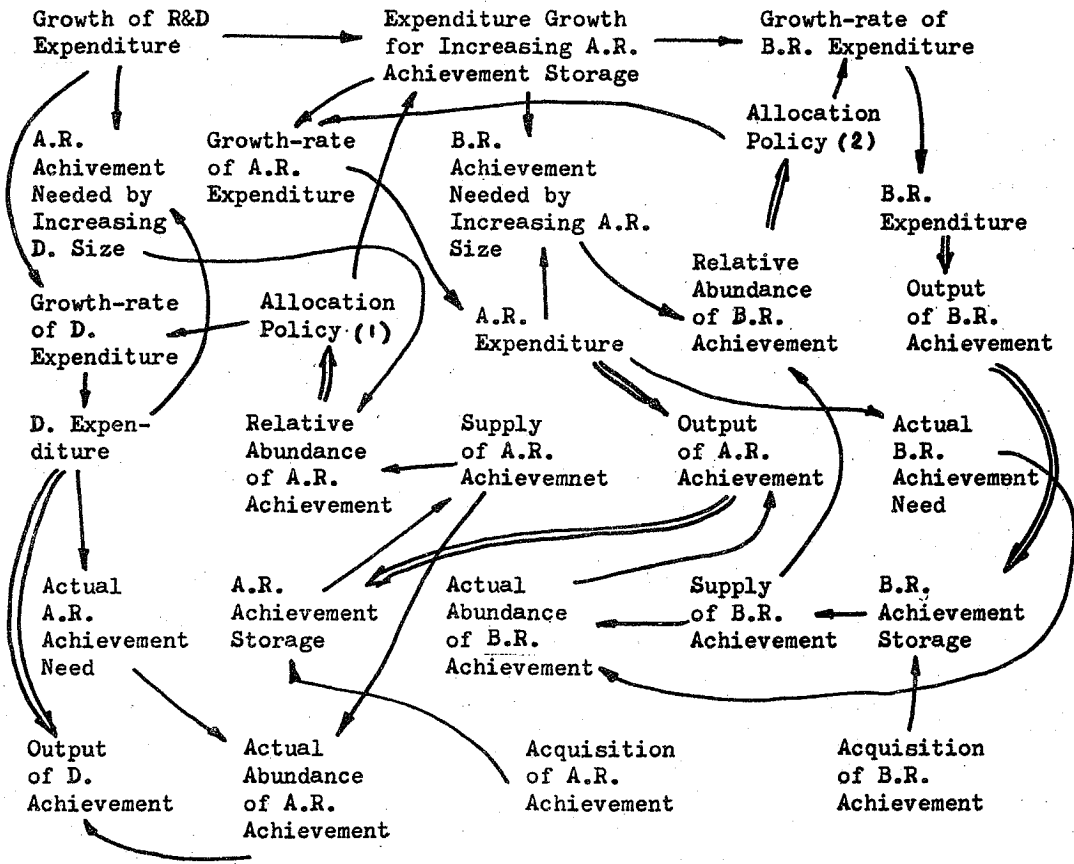 Growth of R&D
Expenditure
Expenditure Growth
for Increasing A.R.
Achievement Storage
Growth-rate of
B.R. Expenditure
A.R.
Achivement
Needed by
Increasing
D. Size
Growth-rate
of A.R.
Expenditure
B.R.
Achievement
Needed by
Increasing A.R.
Size
Allocation
Policy (2)
B.R.
Expenditure
Growth-rate
of D.
Expenditure
Allocation
Policy (1)
A.R.
Expenditure
Relative
Abundance
of B.R.
Achievement
Output
of B.R.
Achievement
D. Expen-
diture
Relative
Abundance
of A.R.
Achievement
Supply
of A.R.
Achievemnet
Output
of A.R.
Achievement
Actual
B.R.
Achievement
Need
Actual
A.R.
Achievement
Need
A.R.
Achievement
Storage
Actual
Abundance
of B.R.
Achievement
Supply
of B.R.
Achievement
B.R.
Achievement
Storage
Output
of D.
Achievement
Actual
Abundance
of A.R.
Achievement
Acquisition
of A.R.
Achievement
Acquisition
of B.R.
Achievement